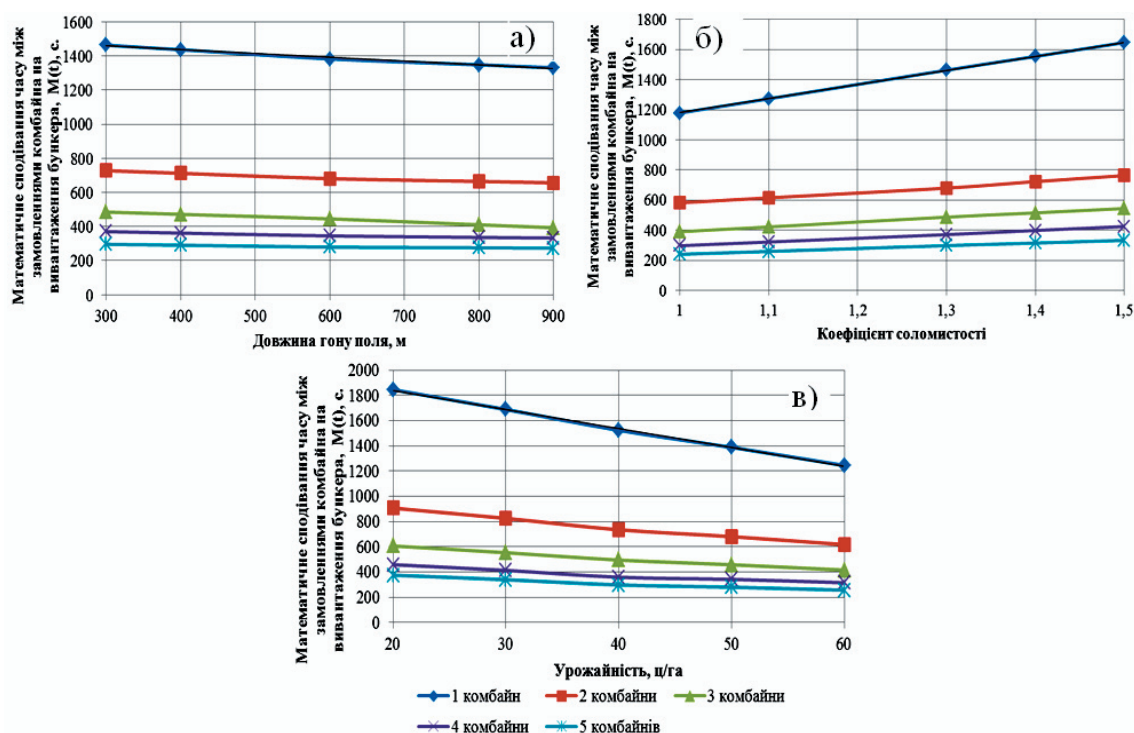 Математичне сподівання часу між
замовленнями комбайна на
вивантаження бункера, M(t), с.
1600
1400
1200
1000
800
600
400
200
0
а)
300 400 500 600 700 800 900
Довжина гону поля, м
Математичне сподівання часу між
замовленнями комбайна на
вивантаження бункера, M(t), с.
1800
1600
1400
1200
1000
800
600
400
200
0
б)
1 1,1 1,2 1,3 1,4 1,5
Коефіцієнт соломистості
Математичне сподівання часу між
замовленнями комбайна на
вивантаження бункера, M(t), с.
2000
1800
1600
1400
1200
1000
800
600
400
200
0
в)
20 30 40 50 60
Урожайність, ц/га
1 комбайн 2 комбайни 3 комбайни
4 комбайни 5 комбайнів